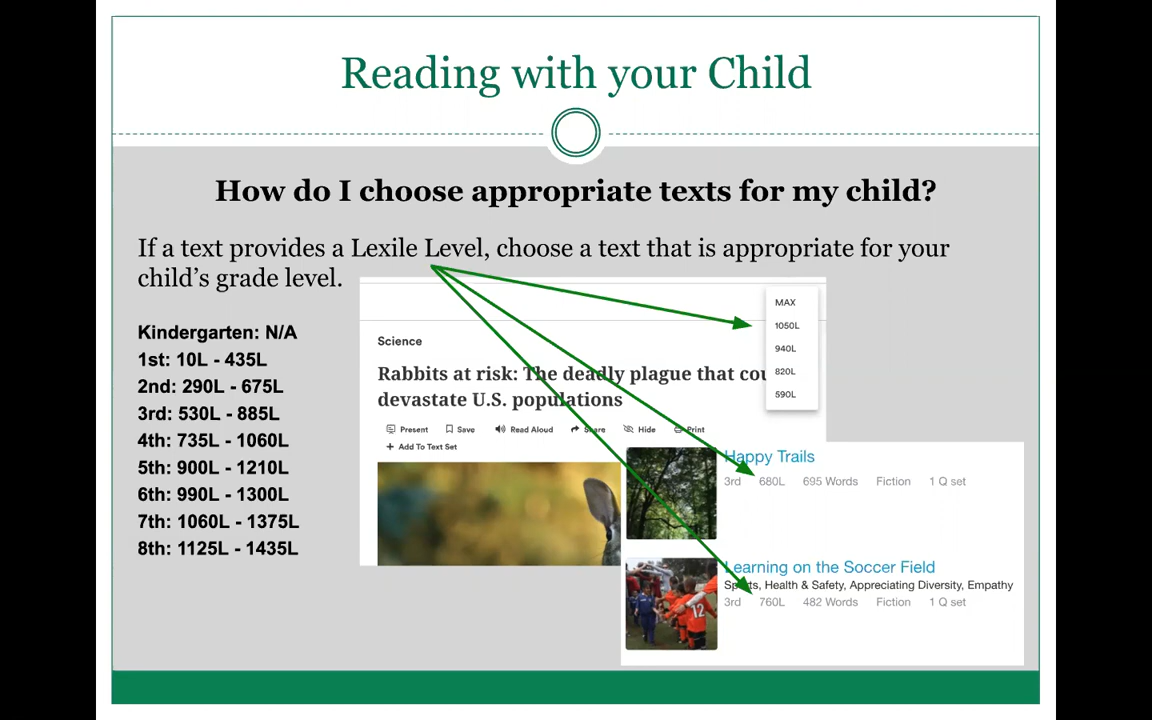 Reading with your Child
How do I choose appropriate texts for my child?
If a text provides a Lexile Level, choose a text that is appropriate for your
child's grade level.
Kindergarten: N/A
1st: 10L - 435L
2nd: 290L - 675L
3rd: 530L - 885L
4th: 735L - 1060L
5th: 900L - 1210L
6th: 990L - 1300L
7th: 1060L - 1375L
8th: 1125L - 1435L
MAX
1050L
940L
820L
590L
Science
Rabbits at risk: The deadly plague that cou
devastate U.S. populations
Present Save Read Aloud Share Hide Print
+ Add To Text Set
Happy Trails
3rd 680L 695 Words Fiction 1 Q set
Learning on the Soccer Field
Sports, Health & Safety, Appreciating Diversity, Empathy
3rd 760L 482 Words Fiction 1 Q set
12